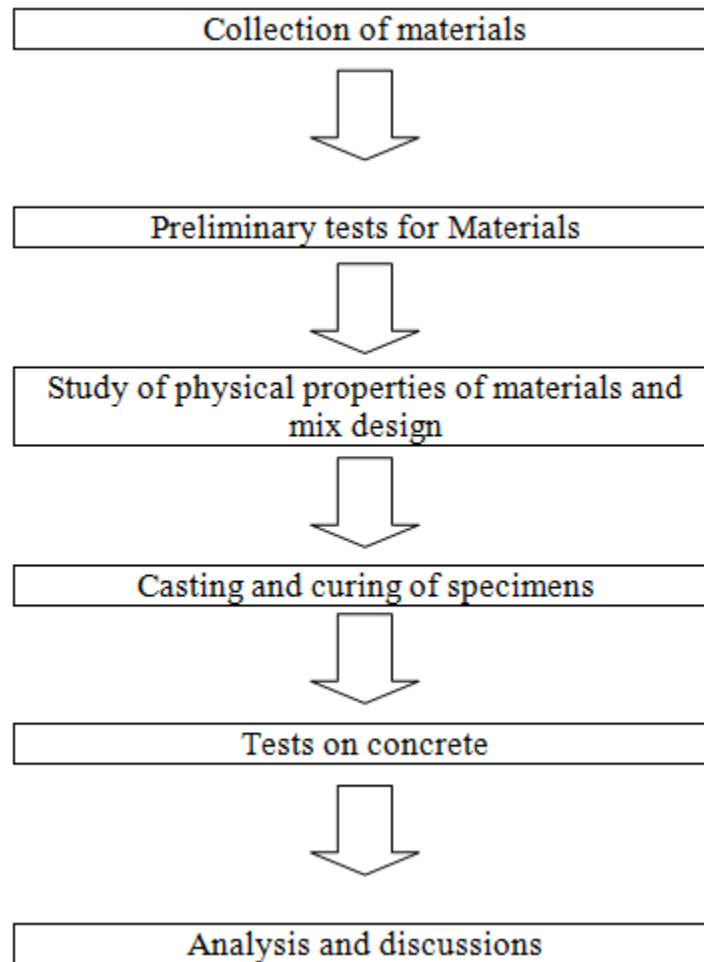 Collection of materials
Preliminary tests for Materials
Study of physical properties of materials and
mix design
Casting and curing of specimens
Tests on concrete
Analysis and discussions